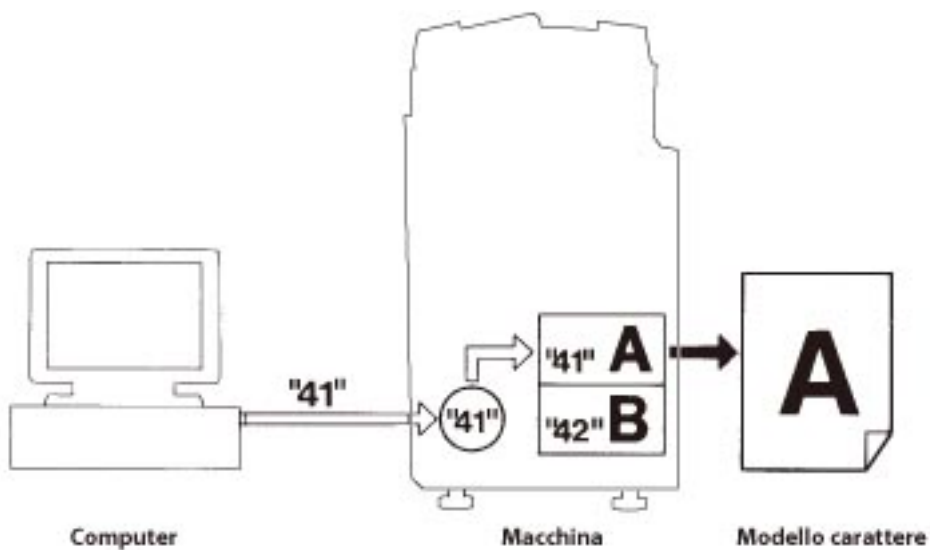 "41"
"41"
"41" A
"42" B
A
Computer
Macchina
Modello carattere